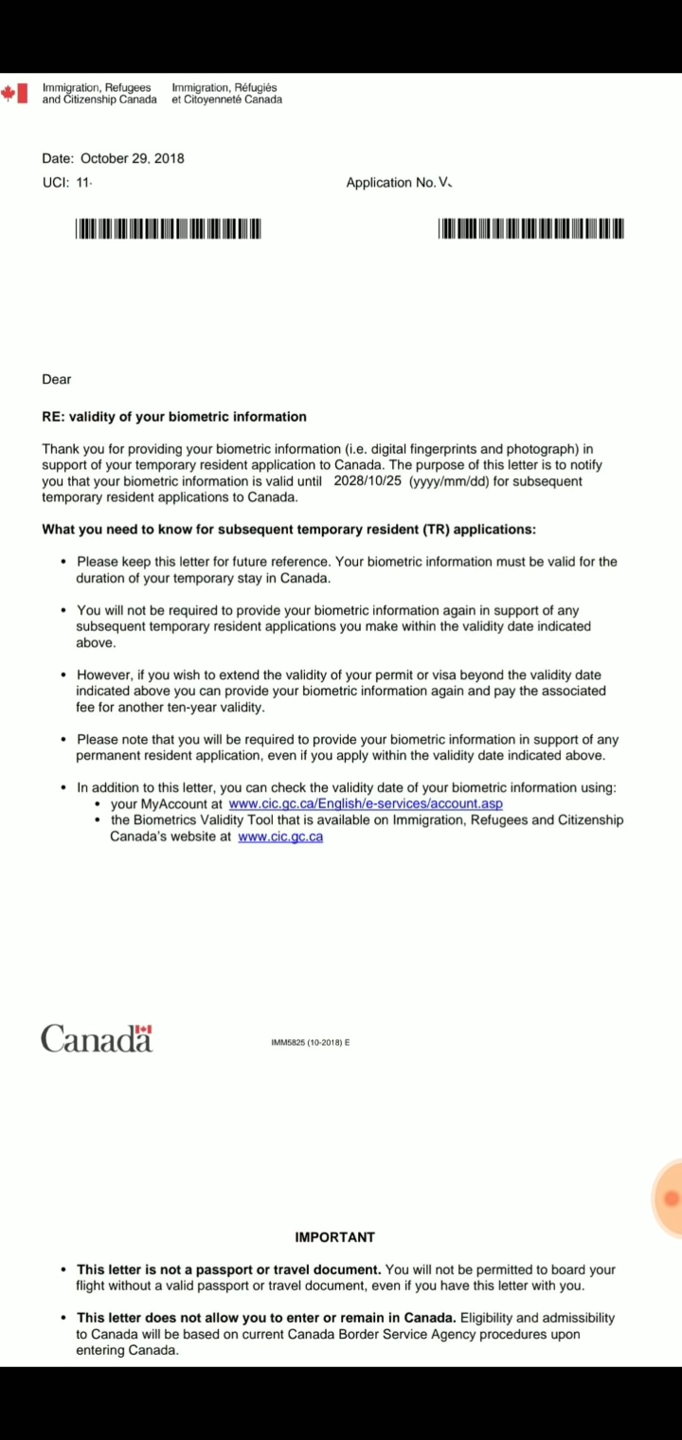 Immigration, Refugees and Citizenship Canada
Immigration, Réfugiés et Citoyenneté Canada
Date: October 29, 2018
UCI: 11
Application No. V
Dear
RE: validity of your biometric information
Thank you for providing your biometric information (i.e. digital fingerprints and photograph) in
support of your temporary resident application to Canada. The purpose of this letter is to notify
you that your biometric information is valid until 2028/10/25 (yyyy/mm/dd) for subsequent
temporary resident applications to Canada.
What you need to know for subsequent temporary resident (TR) applications:
• Please keep this letter for future reference. Your biometric information must be valid for the
duration of your temporary stay in Canada.
• You will not be required to provide your biometric information again in support of any
subsequent temporary resident applications you make within the validity date indicated
above.
• However, if you wish to extend the validity of your permit or visa beyond the validity date
indicated above you can provide your biometric information again and pay the associated
fee for another ten-year validity.
• Please note that you will be required to provide your biometric information in support of any
permanent resident application, even if you apply within the validity date indicated above.
• In addition to this letter, you can check the validity date of your biometric information using:
• your MyAccount at www.cic.gc.ca/English/e-services/account.asp
• the Biometrics Validity Tool that is available on Immigration, Refugees and Citizenship
Canada's website at www.cic.gc.ca
Canada
IMM5825 (10-2018) E
IMPORTANT
• This letter is not a passport or travel document. You will not be permitted to board your
flight without a valid passport or travel document, even if you have this letter with you.
• This letter does not allow you to enter or remain in Canada. Eligibility and admissibility
to Canada will be based on current Canada Border Service Agency procedures upon
entering Canada.